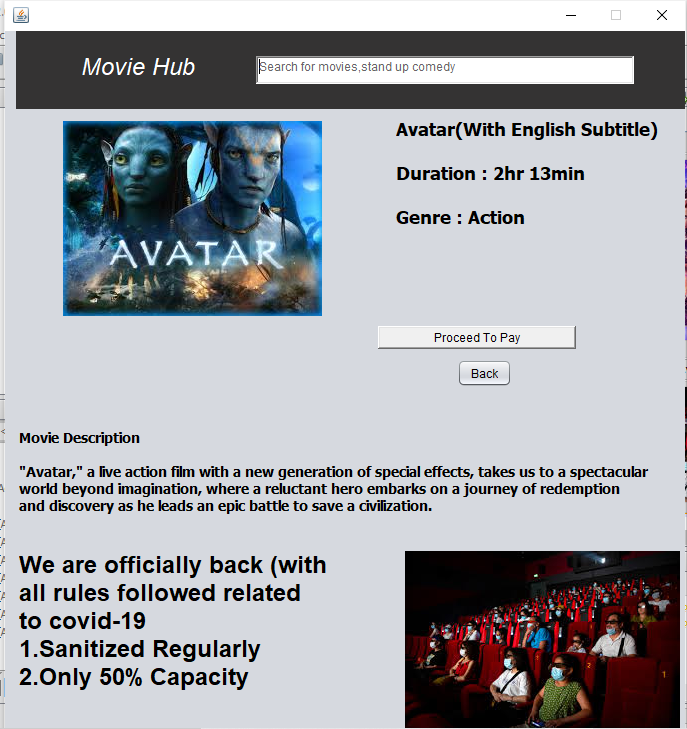 Movie Hub
Search for movies,stand up comedy
Avatar(With English Subtitle)
Duration : 2hr 13min
Genre : Action
AVATAR
Proceed To Pay
Back
Movie Description
"Avatar," a live action film with a new generation of special effects, takes us to a spectacular
world beyond imagination, where a reluctant hero embarks on a journey of redemption
and discovery as he leads an epic battle to save a civilization.
We are officially back (with
all rules followed related
to covid-19
1.Sanitized Regularly
2.Only 50% Capacity
2
1